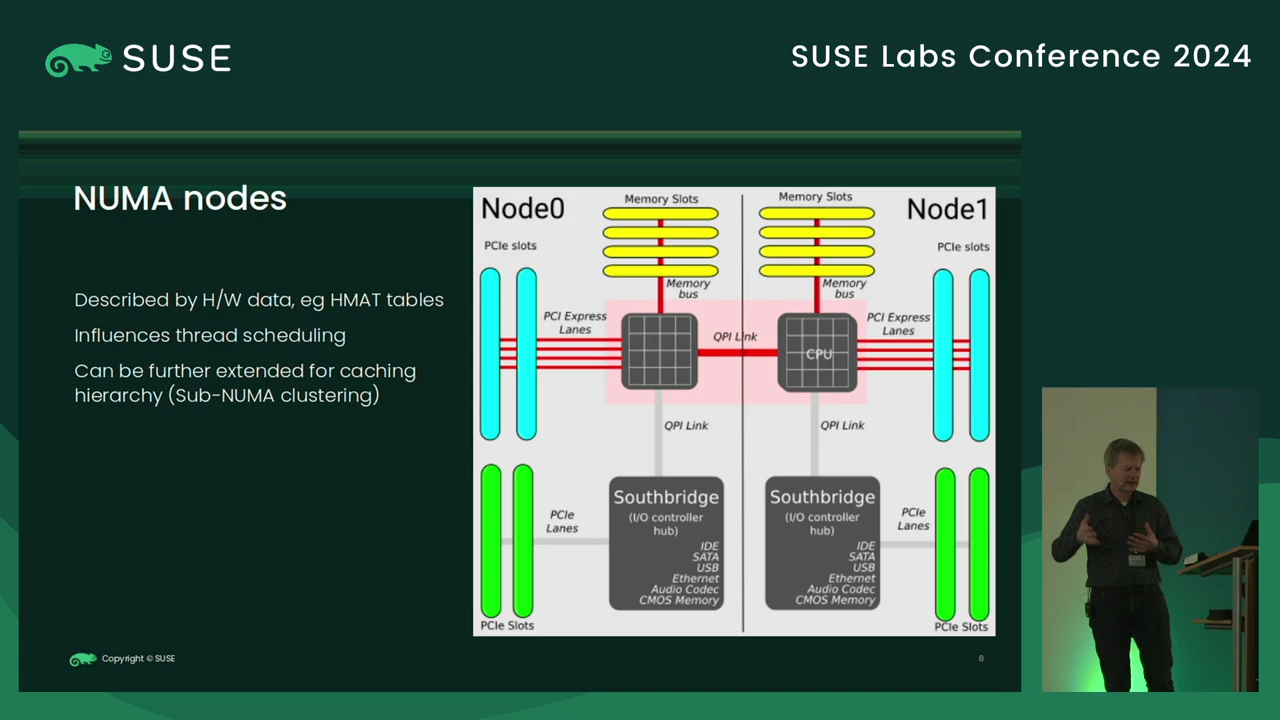 SUSE
SUSE Labs Conference 2024
NUMA nodes
Described by H/W data, eg HMAT tables
Influences thread scheduling
Can be further extended for caching
hierarchy (Sub-NUMA clustering)
Node0
Memory Slots
Memory Slots
Node1
PCIe slots
PCIe slots
Memory
bus
Memory
bus
PCI Express
Lanes
QPI Link
CPU
PCI Express
Lanes
QPI Link
QPI Link
Southbridge
(I/O controller
hub)
IDE
SATA
USB
Ethernet
Audio Codec
CMOS Memory
Southbridge
(I/O controller
hub)
IDE
SATA
USB
Ethernet
Audio Codec
CMOS Memory
PCIe
Lanes
PCIe
Lanes
PCIe Slots
PCIe Slots
Copyright © SUSE
8